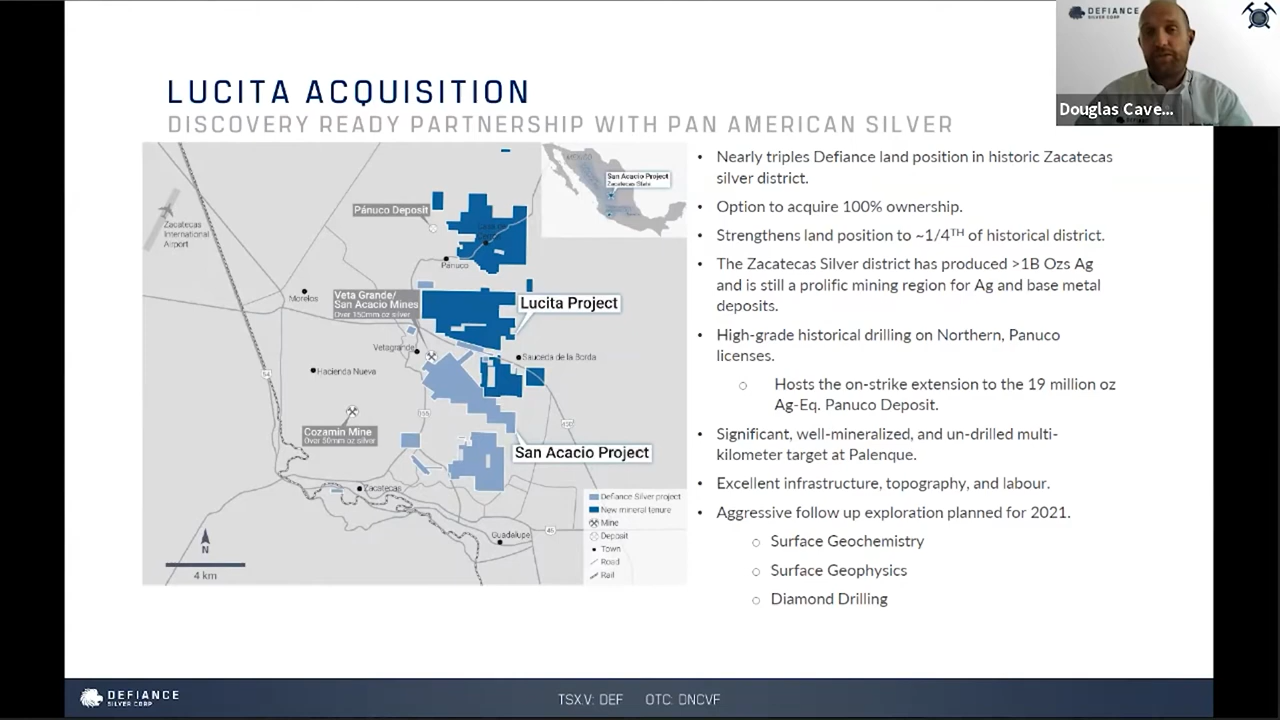 DEFIANCE
SILVER CORP
Douglas Cave...
LUCITA ACQUISITION
DISCOVERY READY PARTNERSHIP WITH PAN AMERICAN SILVER
MEXICO
San Acacio Project
Zacatecas State
Pánuco Deposit
Zacatecas
International
Airport
Pánuco
Morelos
Veta Grande/
San Acacio Mines
Over 150mm oz silver
Lucita Project
Vetagrande
Sauceda de la Borda
Hacienda Nueva
54
Cozamin Mine
Over 50mm oz silver
San Acacio Project
Zacatecas
Guadalupe
45
N
4 km
Defiance Silver project
New mineral tenure
Mine
Deposit
Town
Road
Rail
• Nearly triples Defiance land position in historic Zacatecas
silver district.
• Option to acquire 100% ownership.
• Strengthens land position to ~1/4TH of historical district.
• The Zacatecas Silver district has produced >1B Ozs Ag
and is still a prolific mining region for Ag and base metal
deposits.
• High-grade historical drilling on Northern, Panuco
licenses.
○ Hosts the on-strike extension to the 19 million oz
Ag-Eq. Panuco Deposit.
• Significant, well-mineralized, and un-drilled multi-
kilometer target at Palenque.
• Excellent infrastructure, topography, and labour.
• Aggressive follow up exploration planned for 2021.
○ Surface Geochemistry
○ Surface Geophysics
○ Diamond Drilling
DEFIANCE
SILVER CORP
TSX.V: DEF OTC: DNCVF